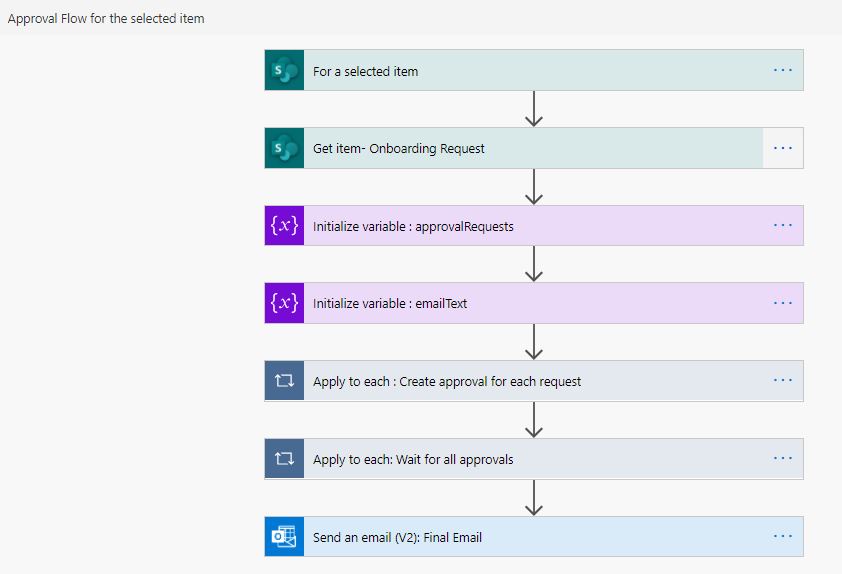 Approval Flow for the selected item
For a selected item
Get item- Onboarding Request
{x} Initialize variable : approvalRequests
{x} Initialize variable : emailText
Apply to each : Create approval for each request
Apply to each: Wait for all approvals
Send an email (V2): Final Email